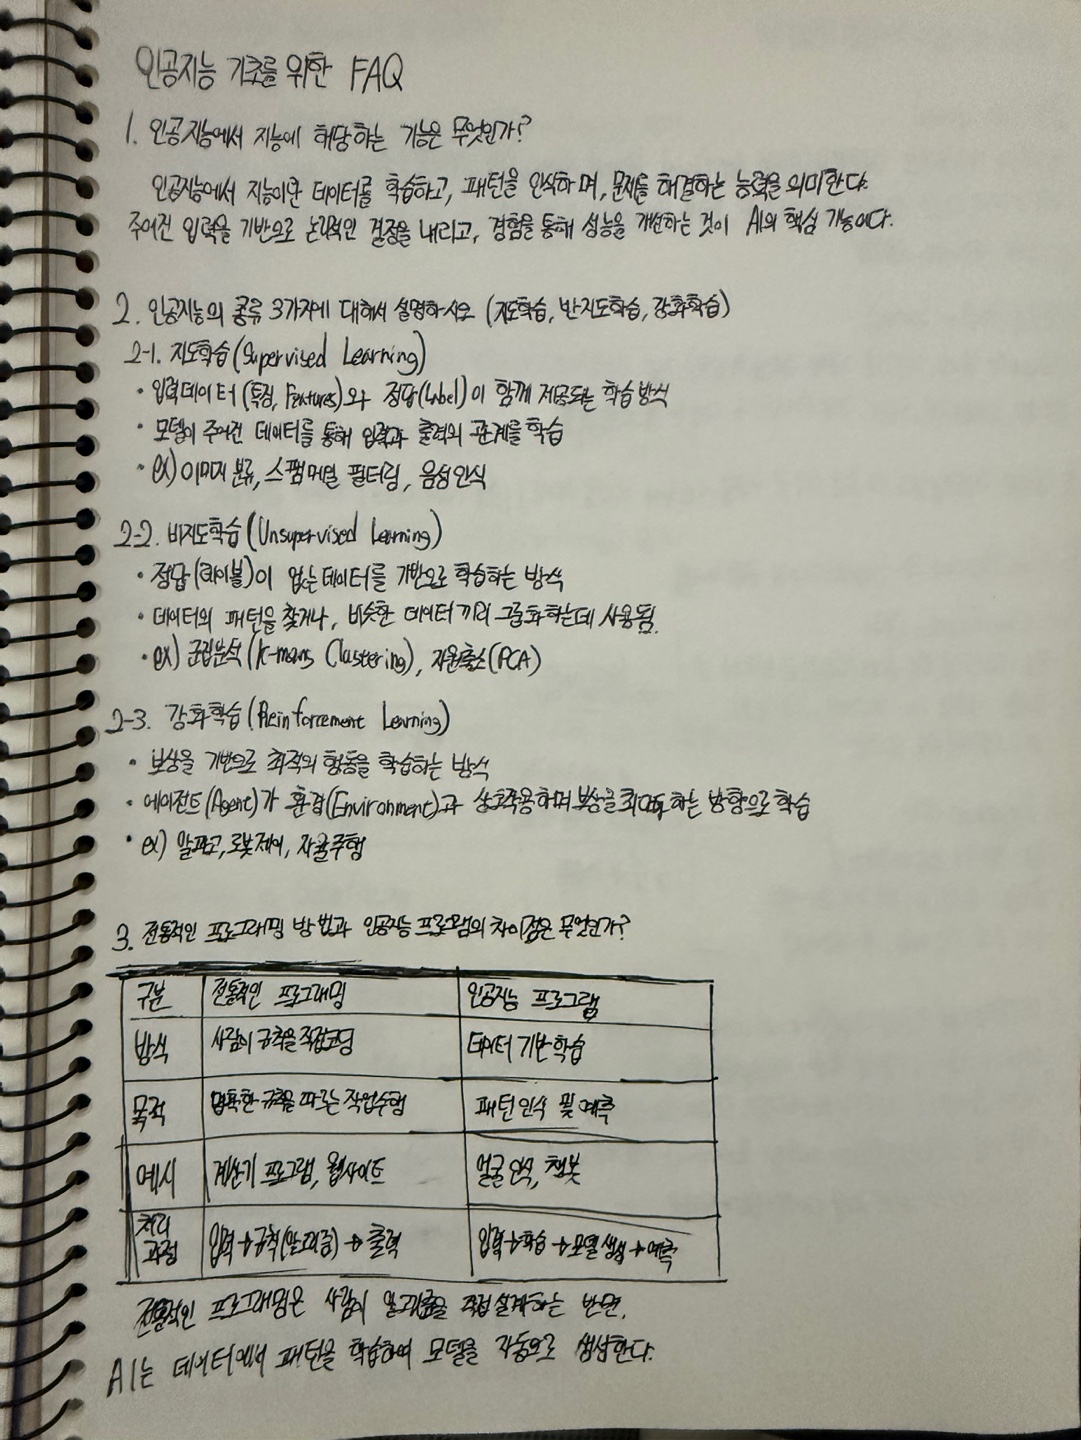 인공지능 기초를 위한 FAQ
1. 인공지능에서 지능에 해당하는 기능은 무엇인가?
인공지능에서 지능이란 데이터를 학습하고, 패턴을 인식하며, 문제를 해결하는 능력을 의미한다.
주어진 입력을 기반으로 논리적인 결정을 내리고, 경험을 통해 성능을 개선하는 것이 AI의 핵심 기능이다.
2. 인공지능의 종류 3가지에 대해서 설명하시오 (지도학습, 반지도학습, 강화학습)
2-1. 지도학습(Supervised Learning)
• 입력데이터(특징, Features)와 정답(Label)이 함께 제공되는 학습 방식
• 모델이 주어진 데이터를 통해 입력과 출력의 관계를 학습
• ex) 이미지 분류, 스팸메일 필터링, 음성인식
2-2. 비지도학습(Unsupervised Learning)
• 정답(레이블)이 없는 데이터를 기반으로 학습하는 방식
• 데이터의 패턴을 찾거나, 비슷한 데이터끼리 그룹화하는데 사용됨.
• ex) 군집분석(K-means Clustering), 차원축소(PCA)
2-3. 강화학습(Reinforcement Learning)
• 보상을 기반으로 최적의 행동을 학습하는 방식
• 에이전트(Agent)가 환경(Environment)과 상호작용하며 보상을 최대화하는 방향으로 학습
• ex) 알파고, 로봇제어, 자율주행
3. 전통적인 프로그래밍 방법과 인공지능 프로그램의 차이점은 무엇인가?
구분 전통적인 프로그래밍 인공지능 프로그램
방식 사람이 규칙을 직접코딩 데이터 기반 학습
목적 명확한 규칙을 따르는 작업수행 패턴인식 및 예측
예시 계산기 프로그램, 웹사이트 얼굴 인식, 챗봇
처리 과정 입력→규칙(알고리즘)→출력 입력→학습→모델생성→예측
전통적인 프로그래밍은 사람이 알고리즘을 직접 설계하는 반면,
AI는 데이터에서 패턴을 학습하여 모델을 자동으로 생성한다.